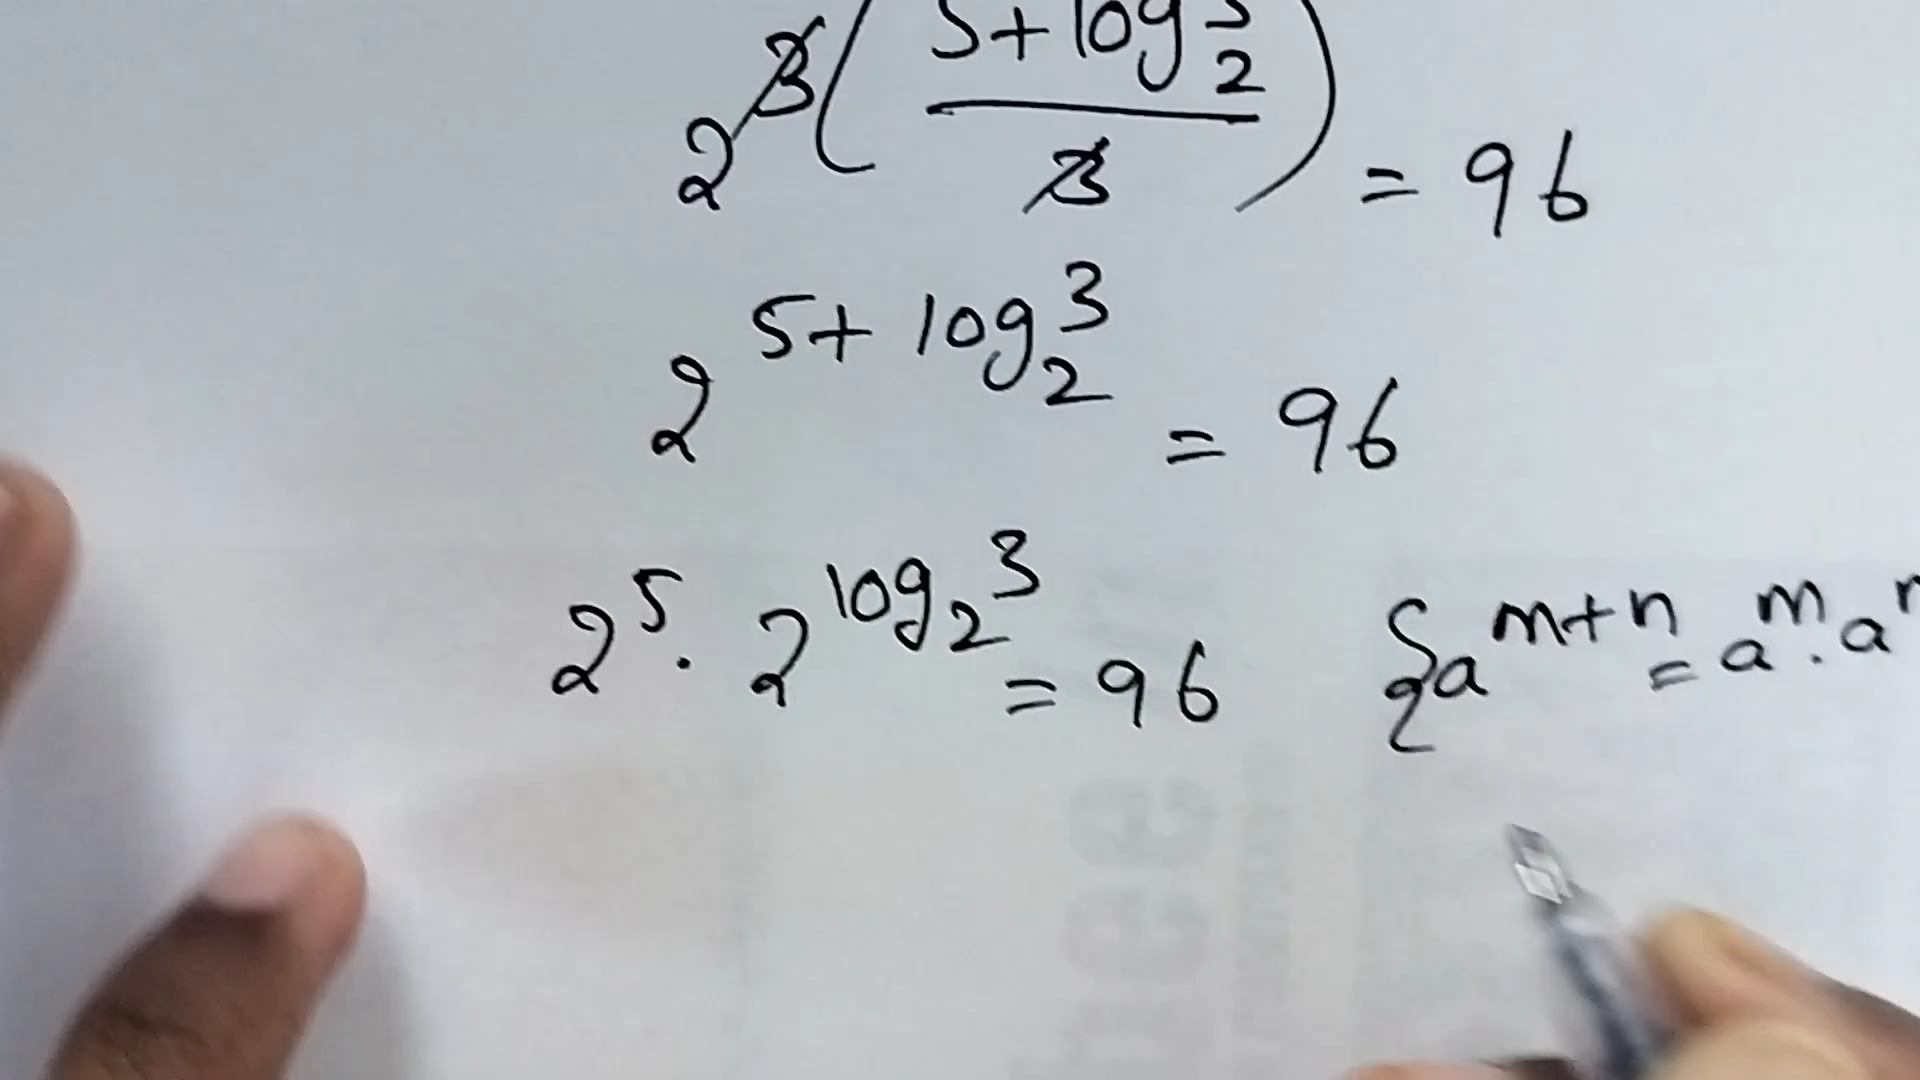 2^3(5+log_2 3/3) = 96
2^5+log_2 3 = 96
2^5 . 2^log_2 3 = 96 {a^m+n = a^m . a^n